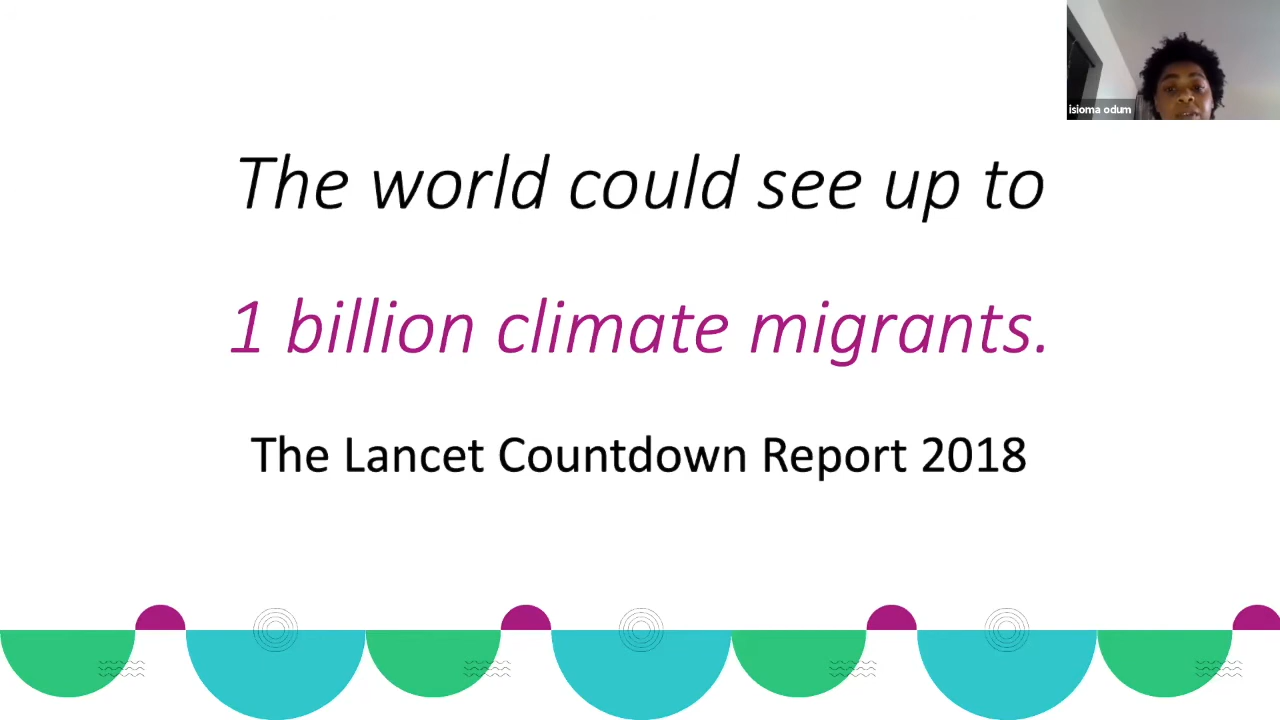 isioma odum
The world could see up to
1 billion climate migrants.
The Lancet Countdown Report 2018